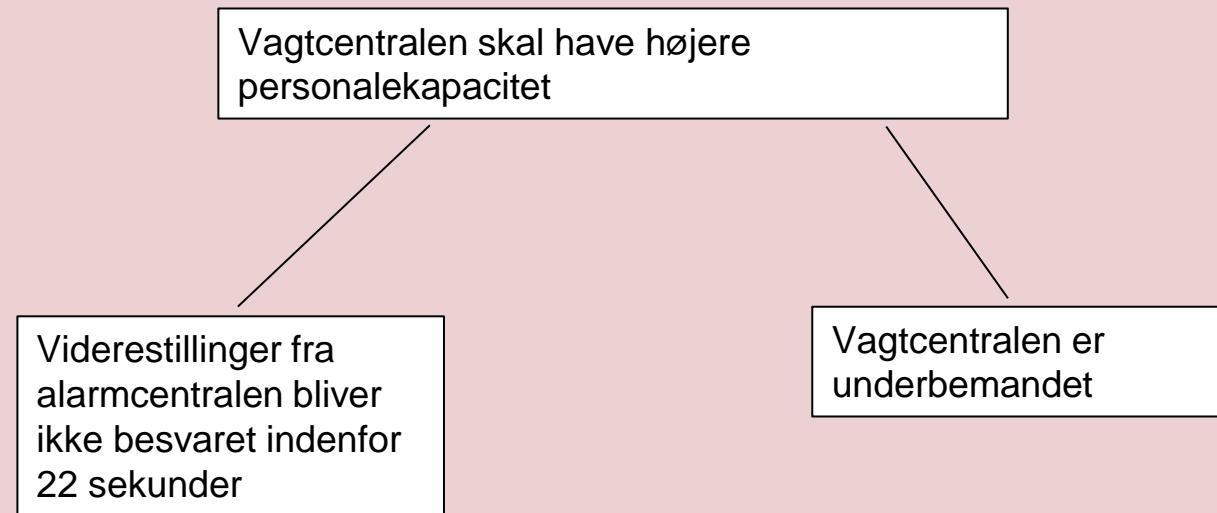 Vagtcentralen skal have højere
personalekapacitet
Viderestillinger fra
alarmcentralen bliver
ikke besvaret indenfor
22 sekunder
Vagtcentralen er
underbemandet